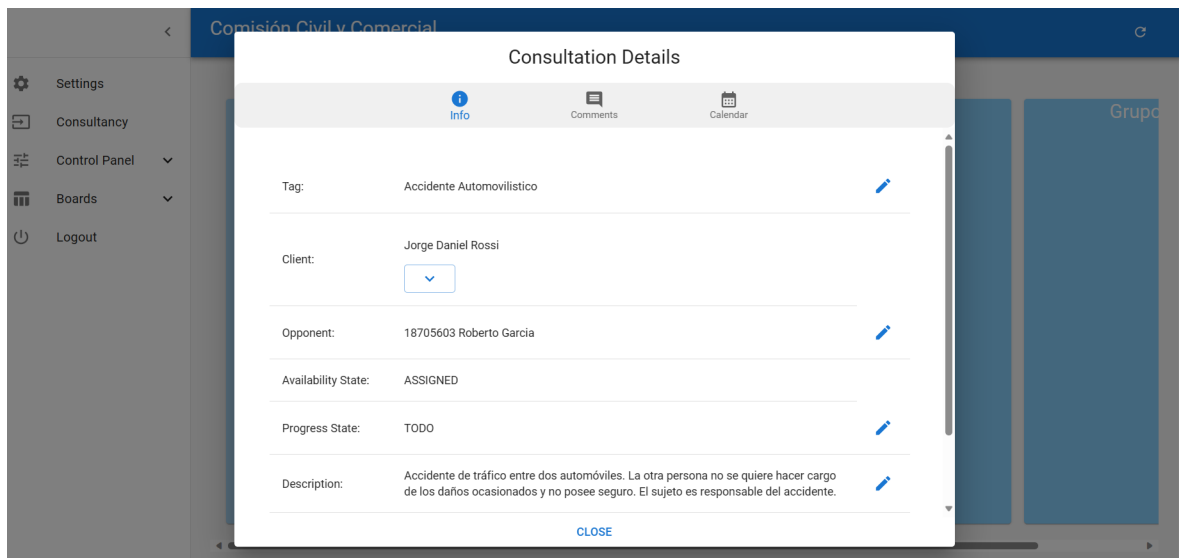 Comisión Civil y Comercial
Consultation Details
Settings
Consultancy
Control Panel
Boards
Logout
Info
Comments
Calendar
Grupo
Tag:
Accidente Automovilistico
Client:
Jorge Daniel Rossi
Opponent:
18705603 Roberto Garcia
Availability State:
ASSIGNED
Progress State:
TODO
Description:
Accidente de tráfico entre dos automóviles. La otra persona no se quiere hacer cargo
de los daños ocasionados y no posee seguro. El sujeto es responsable del accidente.
CLOSE